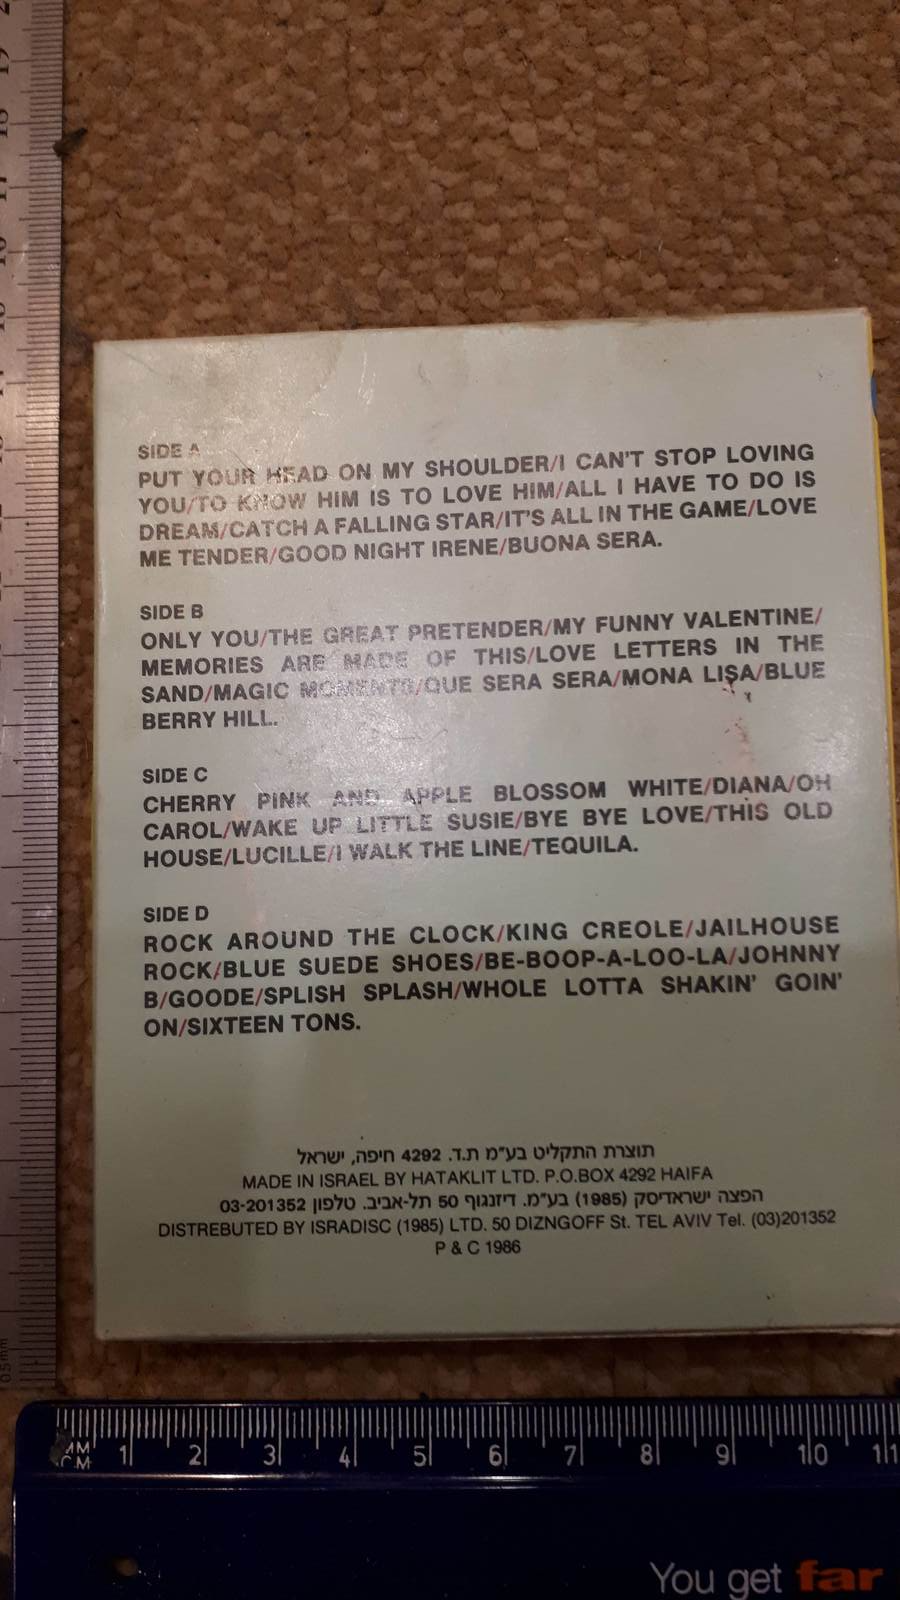 SIDE A
PUT YOUR HEAD ON MY SHOULDER/I CAN'T STOP LOVING
YOU/TO KNOW HIM IS TO LOVE HIM/ALL I HAVE TO DO IS
DREAM/CATCH A FALLING STAR/IT'S ALL IN THE GAME/LOVE
ME TENDER/GOOD NIGHT IRENE/BUONA SERA.
SIDE B
ONLY YOU/THE GREAT PRETENDER/MY FUNNY VALENTINE/
MEMORIES ARE MADE OF THIS/LOVE LETTERS IN THE
SAND/MAGIC MOMENTS/QUE SERA SERA/MONA LISA/BLUE
BERRY HILL.
SIDE C
CHERRY PINK AND APPLE BLOSSOM WHITE/DIANA/OH
CAROL/WAKE UP LITTLE SUSIE/BYE BYE LOVE/THIS OLD
HOUSE/LUCILLE/I WALK THE LINE/TEQUILA.
SIDE D
ROCK AROUND THE CLOCK/KING CREOLE/JAILHOUSE
ROCK/BLUE SUEDE SHOES/BE-BOOP-A-LOO-LA/JOHNNY
B/GOODE/SPLISH SPLASH/WHOLE LOTTA SHAKIN' GOIN'
ON/SIXTEEN TONS.
תוצרת התקליט בע"מ ת.ד. 4292 חיפה, ישראל
MADE IN ISRAEL BY HATAKLIT LTD. P.O.BOX 4292 HAIFA
הפצה ישראדיסק (1985) בע"מ. דיזנגוף 50 תל-אביב. טלפון 03-201352
DISTREBUTED BY ISRADISC (1985) LTD. 50 DIZNGOFF St. TEL AVIV Tel. (03)201352
P & C 1986
MM
CM 1 2 3 4 5 6 7 8 9 10 11
You get far